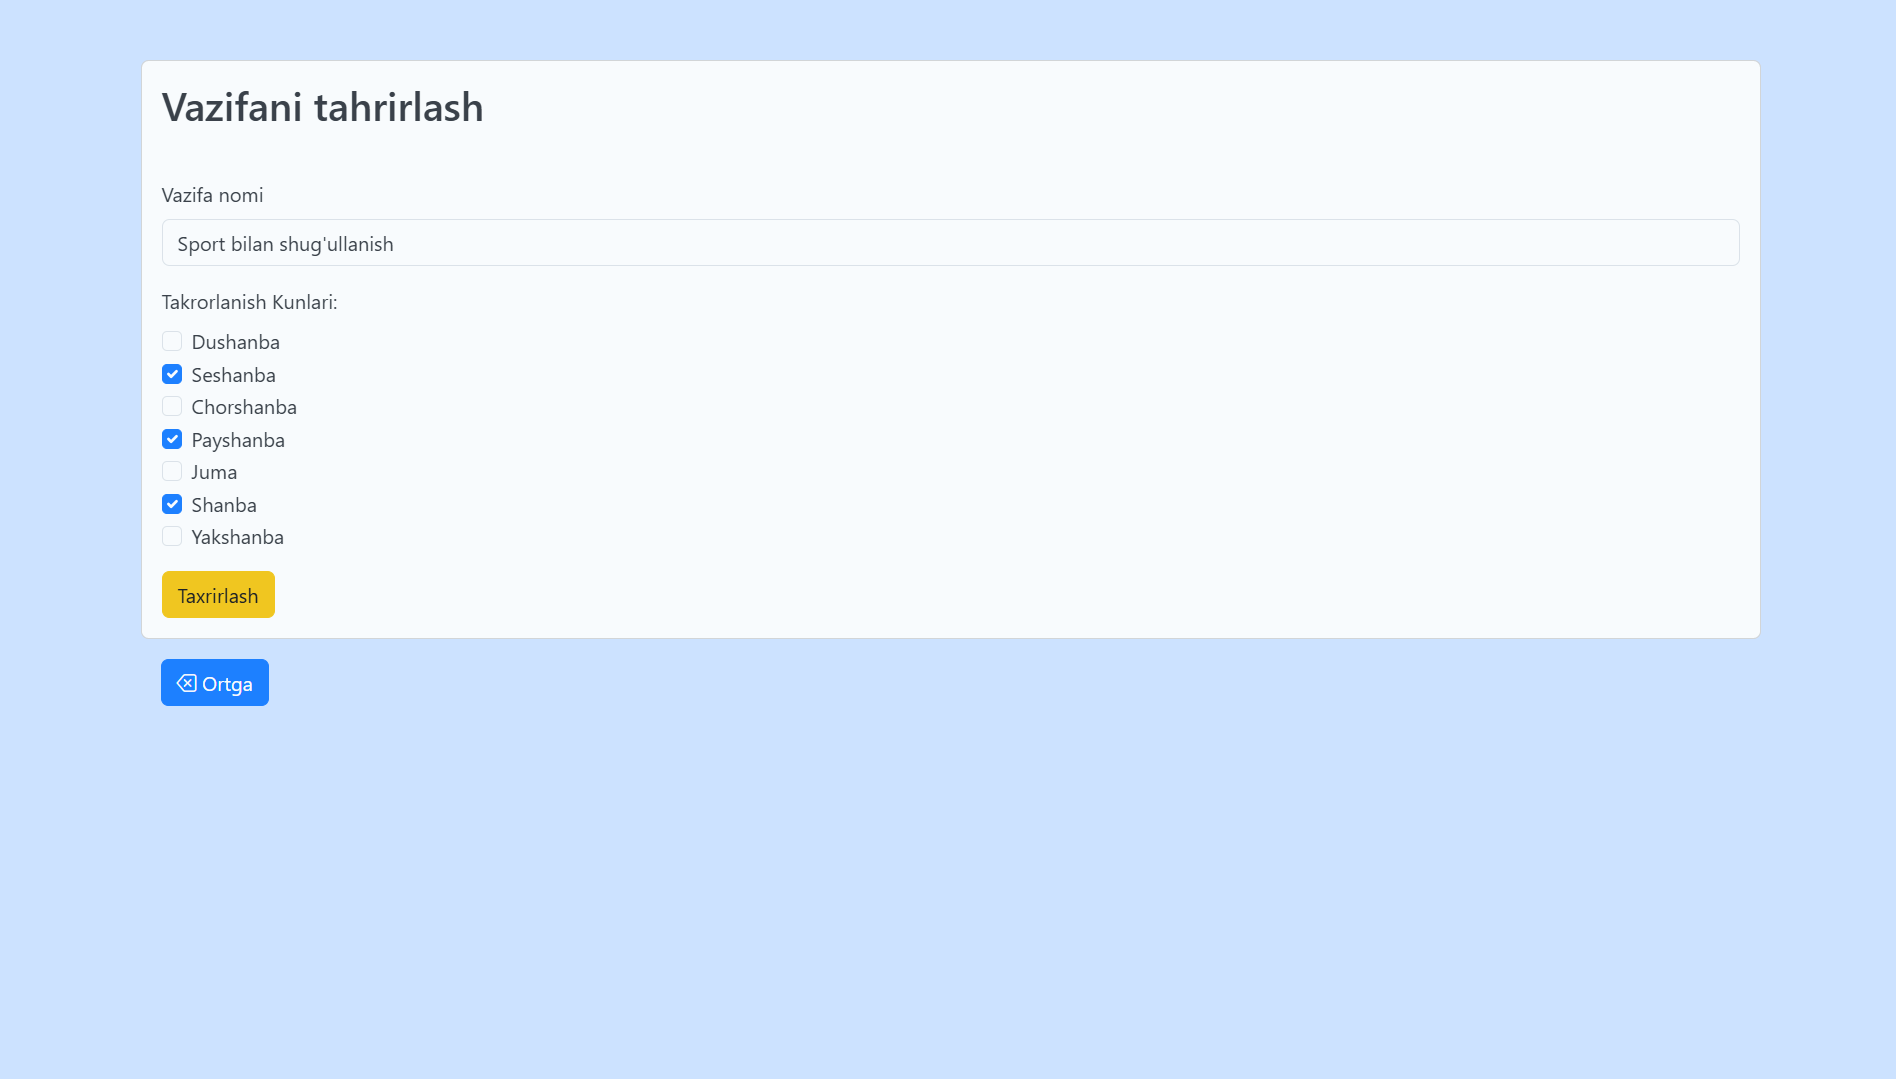 Vazifani tahrirlash
Vazifa nomi
Sport bilan shug'ullanish
Takrorlanish Kunlari:
Dushanba
Seshanba
Chorshanba
Payshanba
Juma
Shanba
Yakshanba
Taxrirlash
Ortga